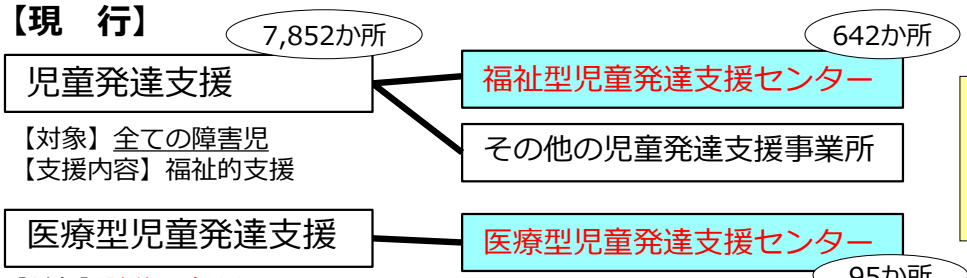 【現　行】
7,852か所
642か所
児童発達支援
福祉型児童発達支援センター
【対象】全ての障害児
【支援内容】福祉的支援
その他の児童発達支援事業所
医療型児童発達支援
医療型児童発達支援センター
95か所